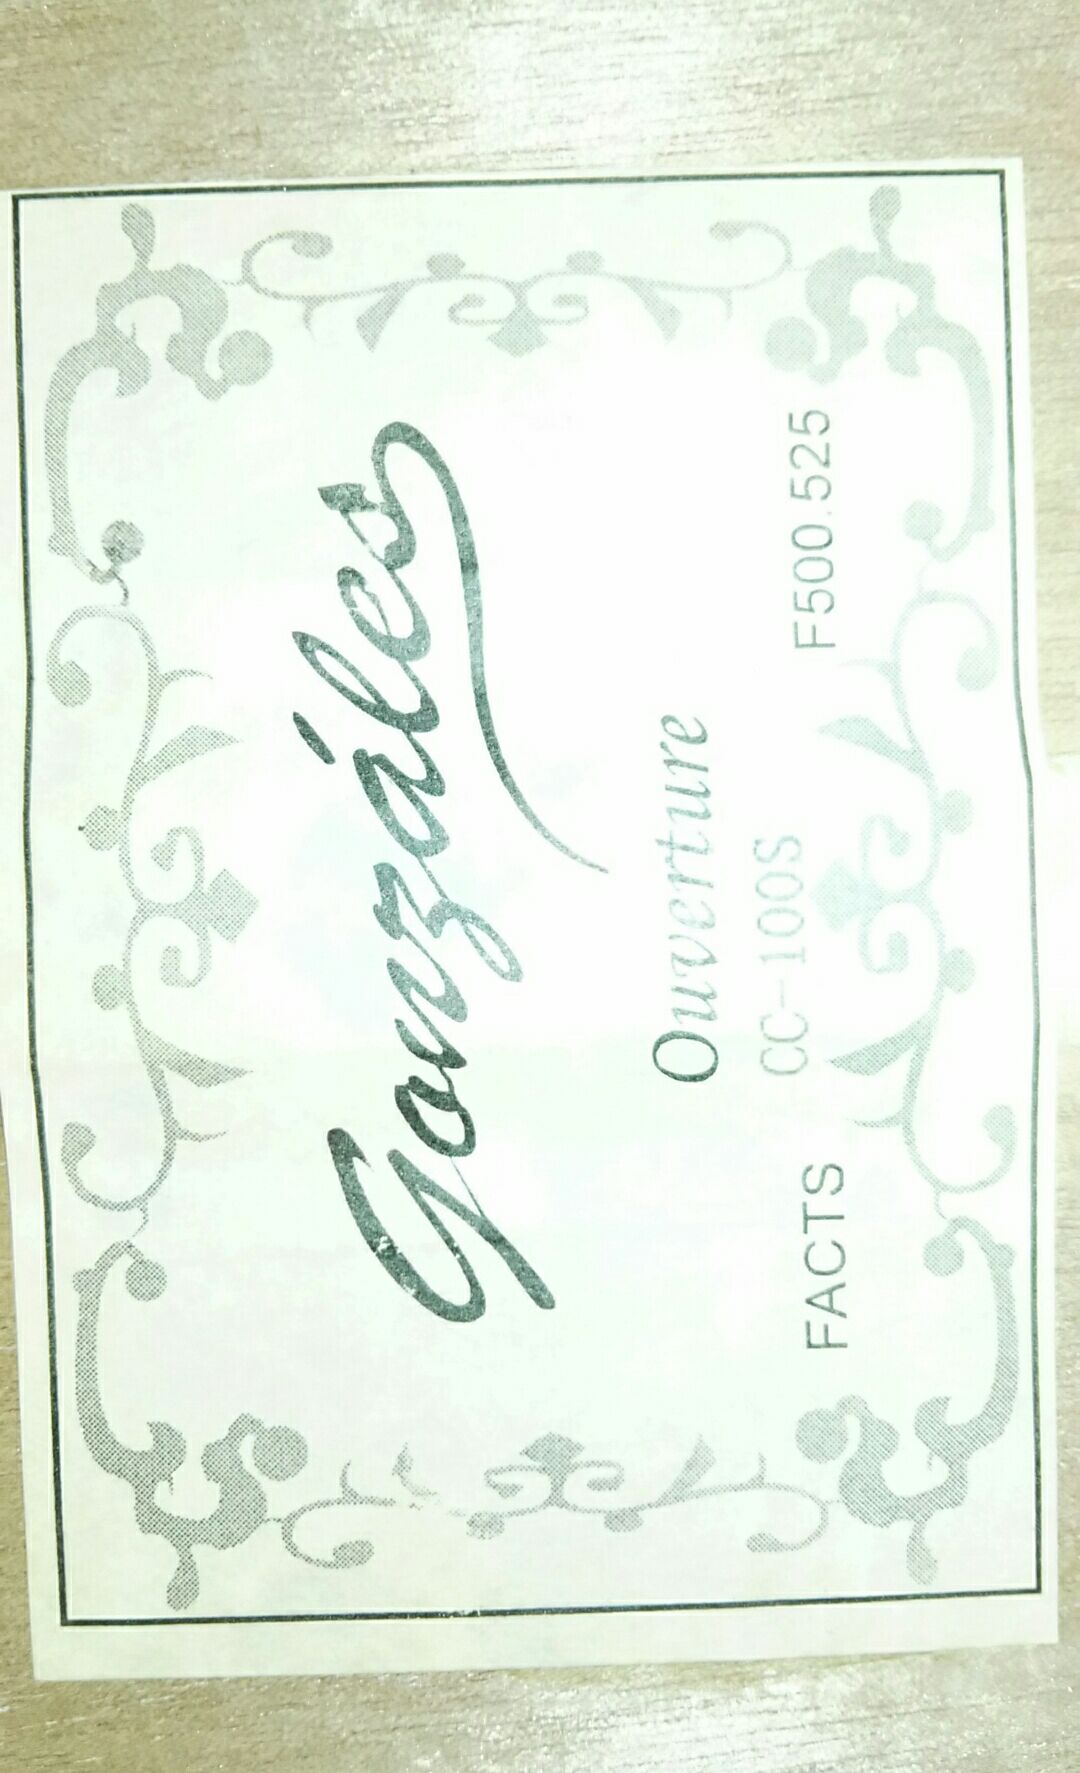 Gonzáles
Ouverture
CC-100S
FACTS F500.525